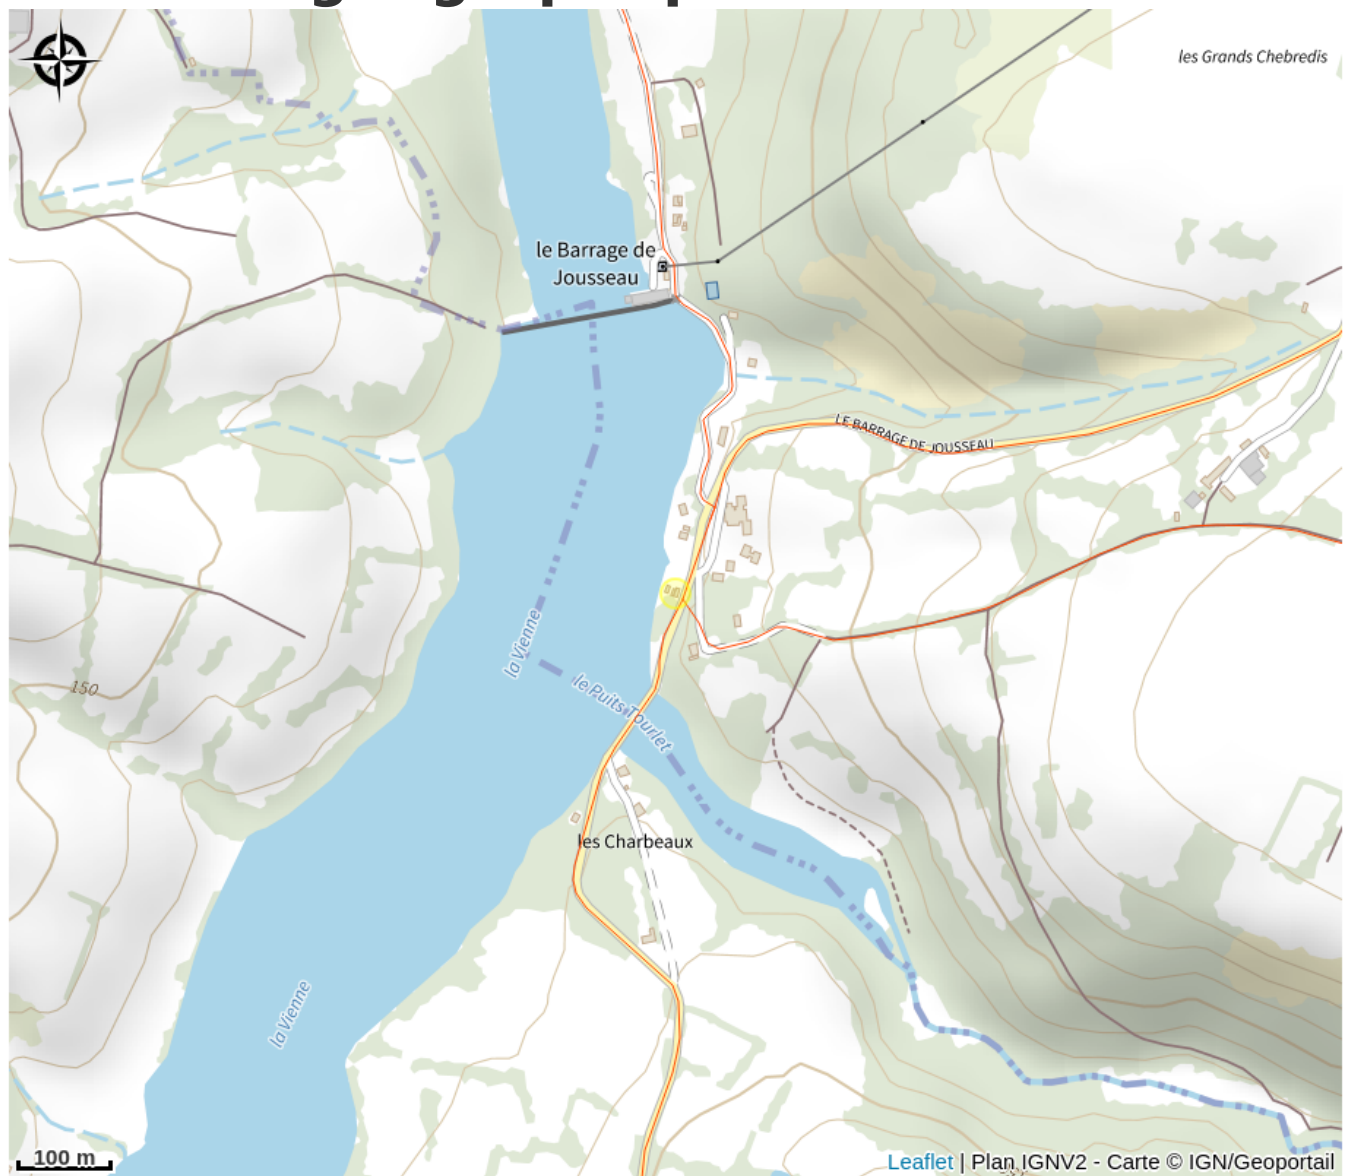 les Grands Chebredis
le Barrage de
Jousseau
LE BARRAGE DE JOUSSEAU
la Vienne
le Puits Tourlet
150
les Charbeaux
la Vienne
100 m
Leaflet | Plan IGNV2 - Carte © IGN/Geoportail